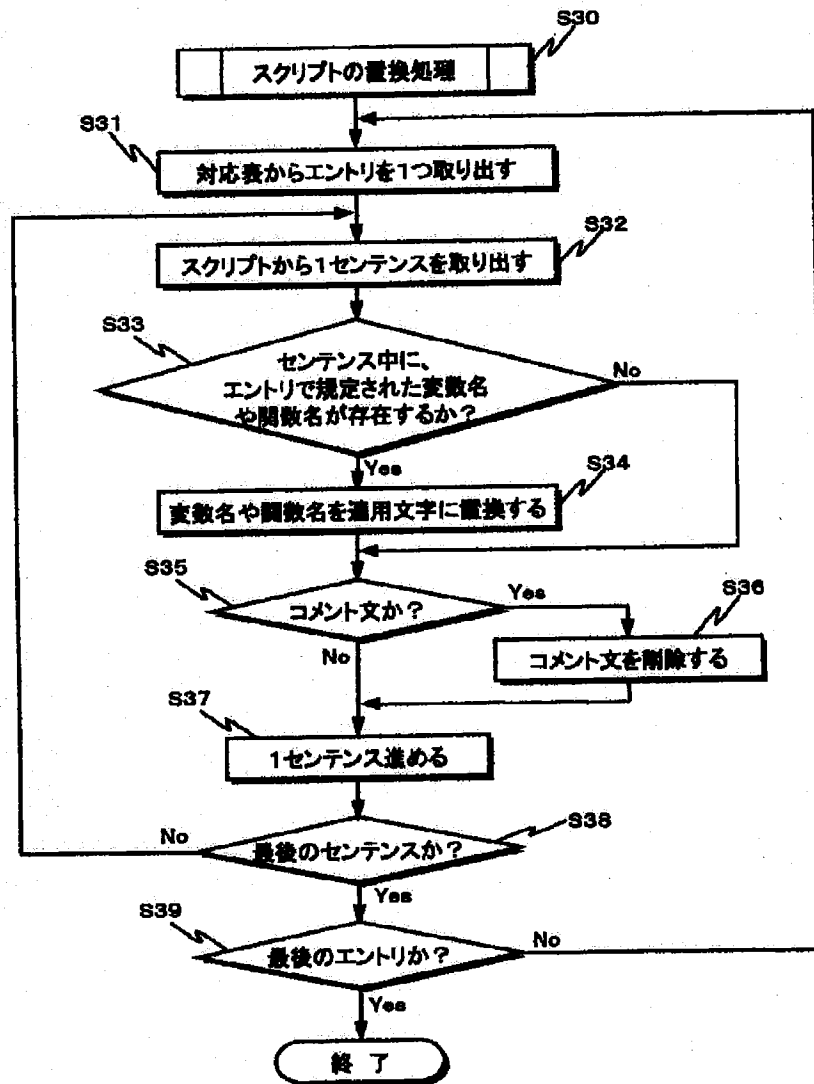 S30
スクリプトの置換処理
S31
対応表からエントリを1つ取り出す
S32
スクリプトから1センテンスを取り出す
S33
センテンス中に、
エントリで規定された変数名
や関数名が存在するか？
No
Yes
S34
変数名や関数名を適用文字に置換する
S35
コメント文か？
Yes
No
S36
コメント文を削除する
S37
1センテンス進める
S38
最後のセンテンスか？
No
Yes
S39
最後のエントリか？
No
Yes
終 了